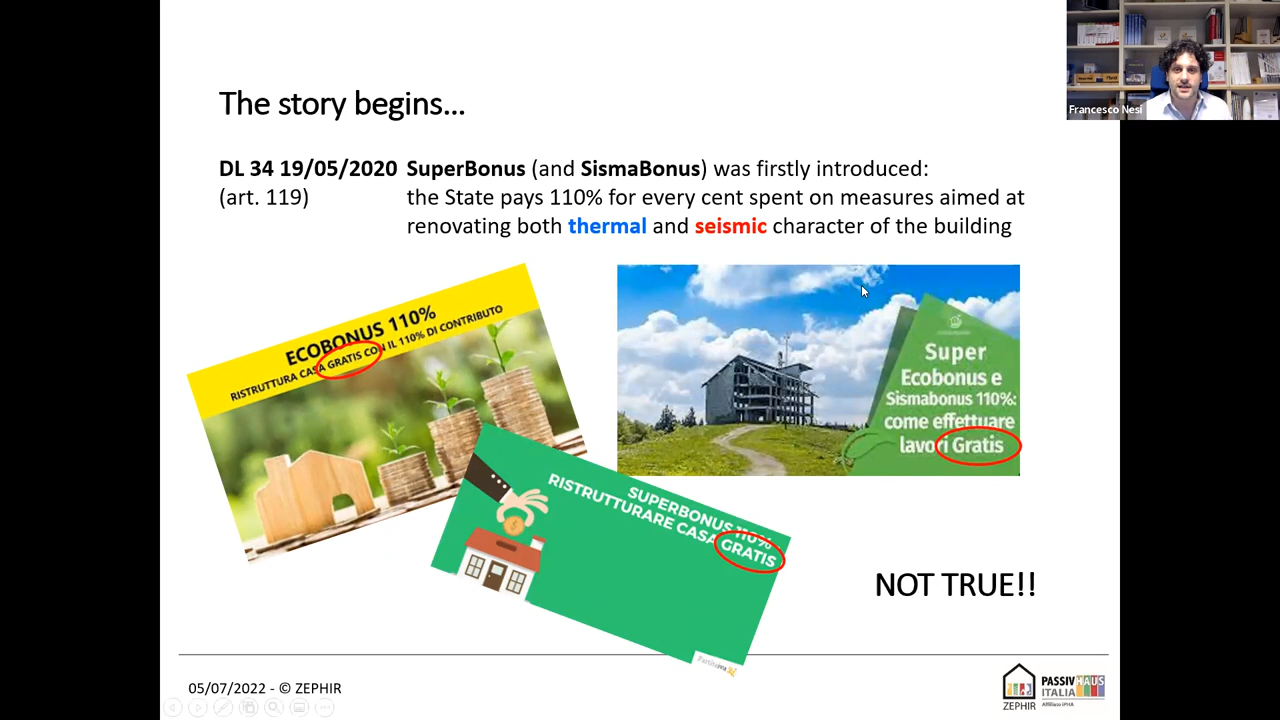 Francesco Nesi
The story begins...
DL 34 19/05/2020 SuperBonus (and SismaBonus) was firstly introduced:
(art. 119) the State pays 110% for every cent spent on measures aimed at
renovating both thermal and seismic character of the building
ECOBONUS 110%
RISTRUTTURA CASA GRATIS CON IL 110% DI CONTRIBUTO
Super
Ecobonus e
Sismabonus 110%:
come effettuare
lavori Gratis
SUPERBONUS 110%
RISTRUTTURARE CASA GRATIS
NOT TRUE!!
05/07/2022 - © ZEPHIR
ZEPHIR
PASSIVHAUS
ITALIA
Affiliato iPHA